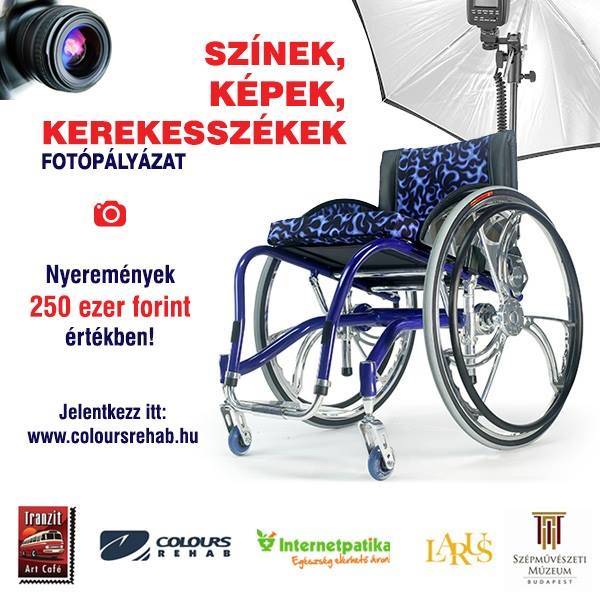 SZÍNEK,
KÉPEK,
KEREKESSZÉKEK
FOTÓPÁLYÁZAT
Nyeremények
250 ezer forint
értékben!
Jelentkezz itt:
www.coloursrehab.hu
Tranzit
Art Café
COLOURS
REHAB
Internetpatika
Egészség elérhető áron!
LARUS
SZÉPMŰVÉSZETI
MÚZEUM
BUDAPEST